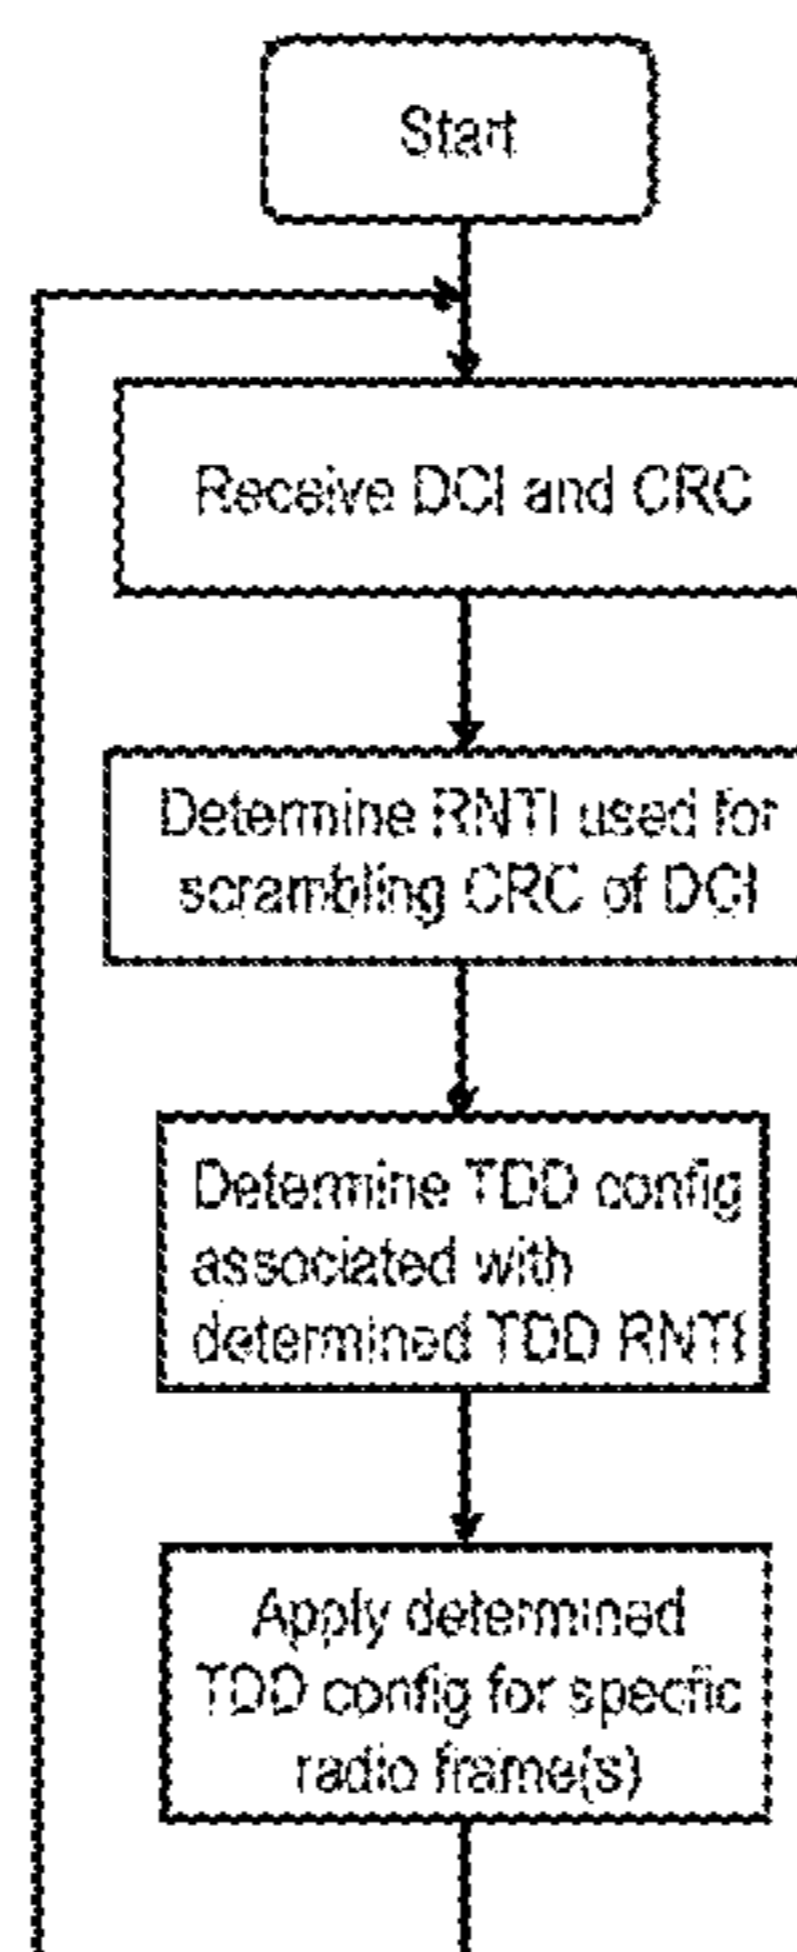 Start
Receive DCI and CRC
Determine RNTI used for
scrambling CRC of DCI
Determine TDD config
associated with
determined TDD RNTI
Apply determined
TDD config for specific
radio frame(s)